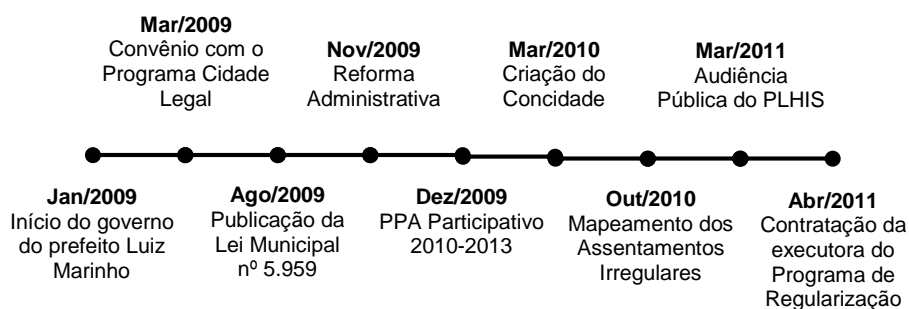 Mar/2009
Convênio com o
Programa Cidade
Legal
Nov/2009
Reforma
Administrativa
Mar/2010
Criação do
Concidade
Mar/2011
Audiência
Pública do PLHIS
Jan/2009
Início do governo
do prefeito Luiz
Marinho
Ago/2009
Publicação da
Lei Municipal
nº 5.959
Dez/2009
PPA Participativo
2010-2013
Out/2010
Mapeamento dos
Assentamentos
Irregulares
Abr/2011
Contratação da
executora do
Programa de
Regularização